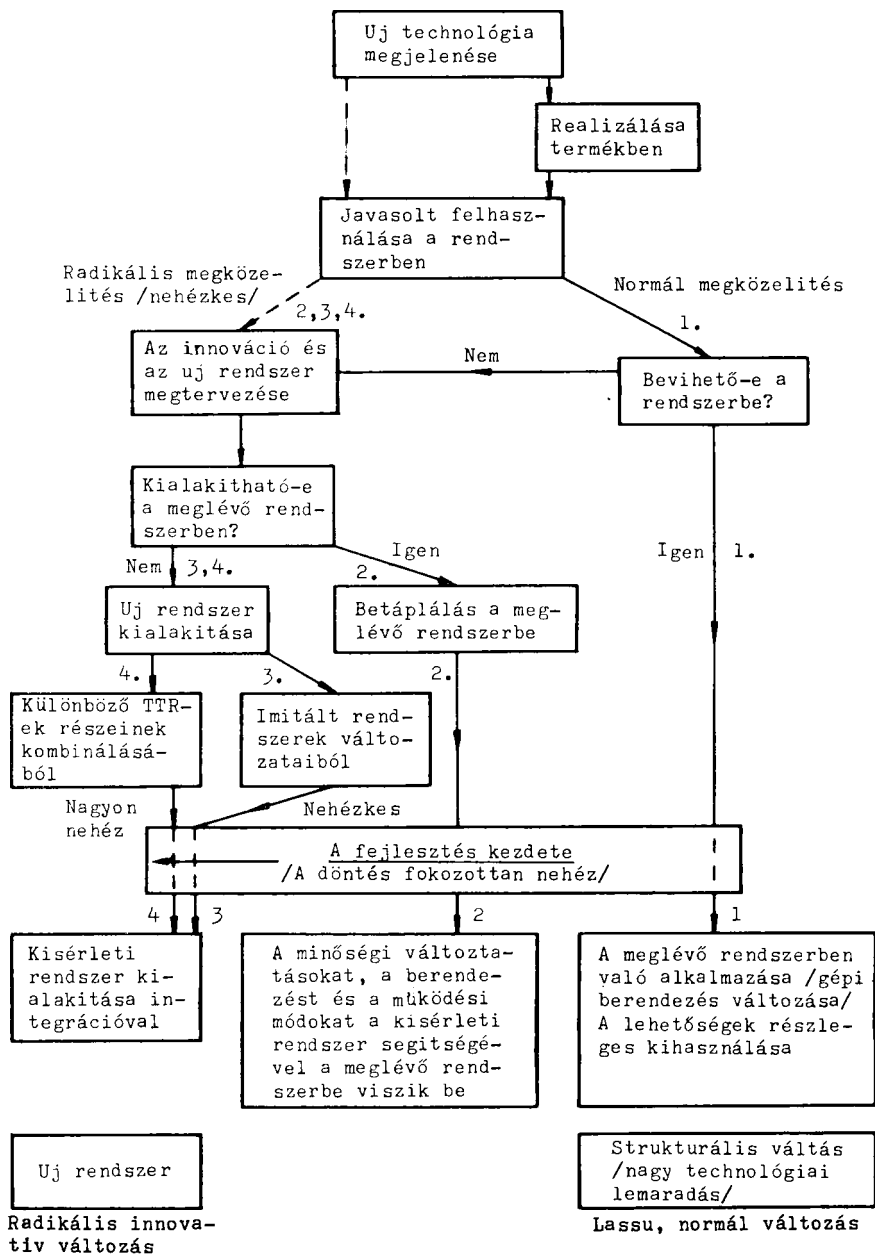 Uj technológia
megjelenése
Realizálása
termékben
Javasolt felhasz-
nálása a rend-
szerben
Radikális megköze-
lités /nehézkes/
2,3,4.
Normál megközelités
1.
Az innováció és
az uj rendszer
megtervezése
Nem
Bevihető-e a
rendszerbe?
Kialakitható-e
a meglévő rend-
szerben?
Nem
3,4.
Igen
2.
Igen
1.
Uj rendszer
kialakitása
Betáplálás a meg-
lévő rendszerbe
4.
3.
2.
Különböző TTR-
ek részeinek
kombinálásá-
ból
Imitált rend-
szerek válto-
zataiból
Nagyon
nehéz
Nehézkes
A fejlesztés kezdete
/A döntés fokozottan nehéz/
4
3
2
1
Kisérleti
rendszer ki-
alakitása in-
tegrációval
A minőségi változta-
tásokat, a berende-
zést és a müködési
módokat a kisérleti
rendszer segitségé-
vel a meglévő rend-
szerbe viszik be
A meglévő rendszerben
való alkalmazása /gépi
berendezés változása/
A lehetőségek részle-
ges kihasználása
Uj rendszer
Strukturális váltás
/nagy technológiai
lemaradás/
Radikális innova-
tiv változás
Lassu, normál változás